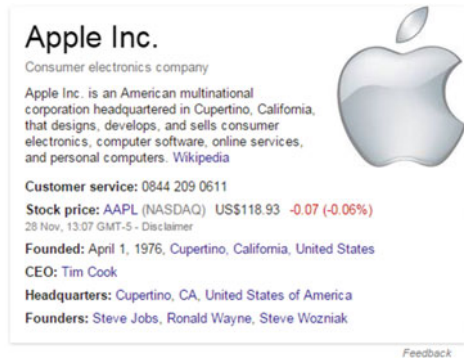 Apple Inc.
Consumer electronics company
Apple Inc. is an American multinational
corporation headquartered in Cupertino, California,
that designs, develops, and sells consumer
electronics, computer software, online services,
and personal computers. Wikipedia
Customer service: 0844 209 0611
Stock price: AAPL (NASDAQ) US$118.93 -0.07 (-0.06%)
28 Nov, 13:07 GMT-5 - Disclaimer
Founded: April 1, 1976, Cupertino, California, United States
CEO: Tim Cook
Headquarters: Cupertino, CA, United States of America
Founders: Steve Jobs, Ronald Wayne, Steve Wozniak
Feedback